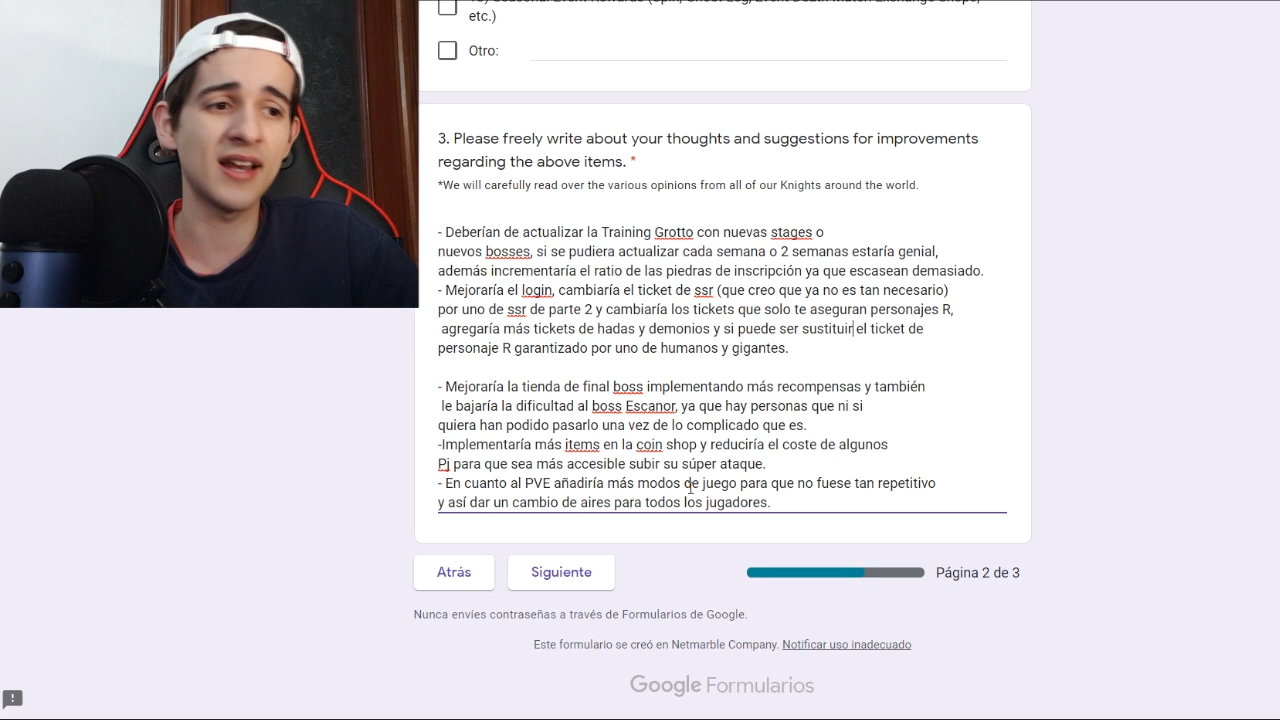 etc.)
Otro:
3. Please freely write about your thoughts and suggestions for improvements
regarding the above items. *
*We will carefully read over the various opinions from all of our Knights around the world.
- Deberían de actualizar la Training Grotto con nuevas stages o
nuevos bosses, si se pudiera actualizar cada semana o 2 semanas estaría genial,
además incrementaría el ratio de las piedras de inscripción ya que escasean demasiado.
- Mejoraría el login, cambiaría el ticket de ssr (que creo que ya no es tan necesario)
por uno de ssr de parte 2 y cambiaría los tickets que solo te aseguran personajes R,
agregaría más tickets de hadas y demonios y si puede ser sustituir el ticket de
personaje R garantizado por uno de humanos y gigantes.
- Mejoraría la tienda de final boss implementando más recompensas y también
le bajaría la dificultad al boss Escanor, ya que hay personas que ni si
quiera han podido pasarlo una vez de lo complicado que es.
-Implementaría más items en la coin shop y reduciría el coste de algunos
Pj para que sea más accesible subir su súper ataque.
- En cuanto al PVE añadiría más modos de juego para que no fuese tan repetitivo
y así dar un cambio de aires para todos los jugadores.
Atrás
Siguiente
Página 2 de 3
Nunca envíes contraseñas a través de Formularios de Google.
Este formulario se creó en Netmarble Company. Notificar uso inadecuado
Google Formularios